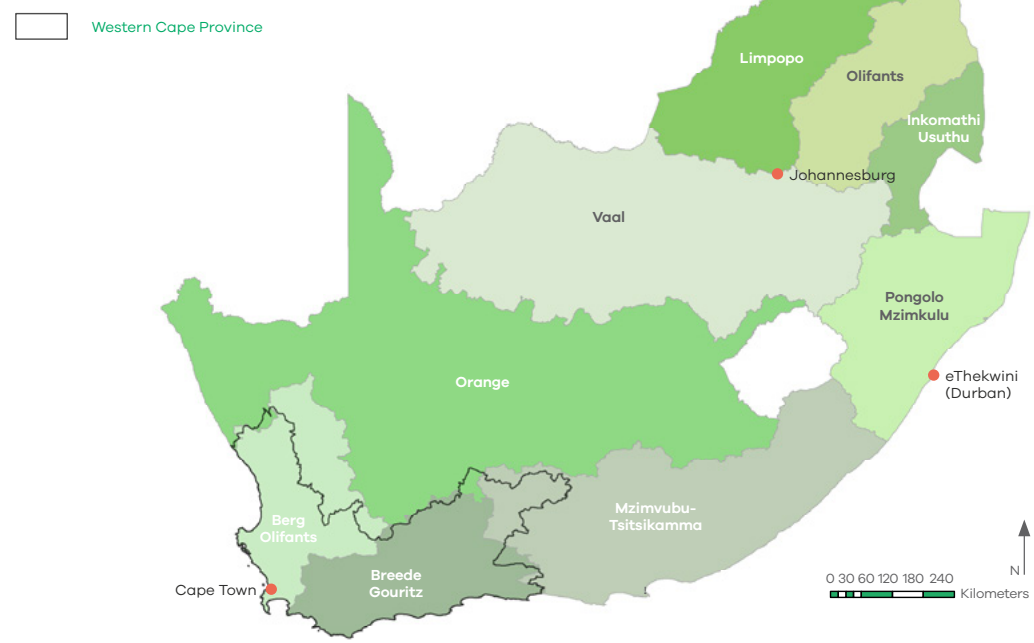 Western Cape Province
Limpopo
Olifants
Inkomathi
Usuthu
Johannesburg
Vaal
Pongolo
Mzimkulu
Orange
eThekwini
(Durban)
Mzimvubu-
Tsitsikamma
Berg
Olifants
Breede
Gouritz
Cape Town
N
0 30 60 120 180 240
Kilometers